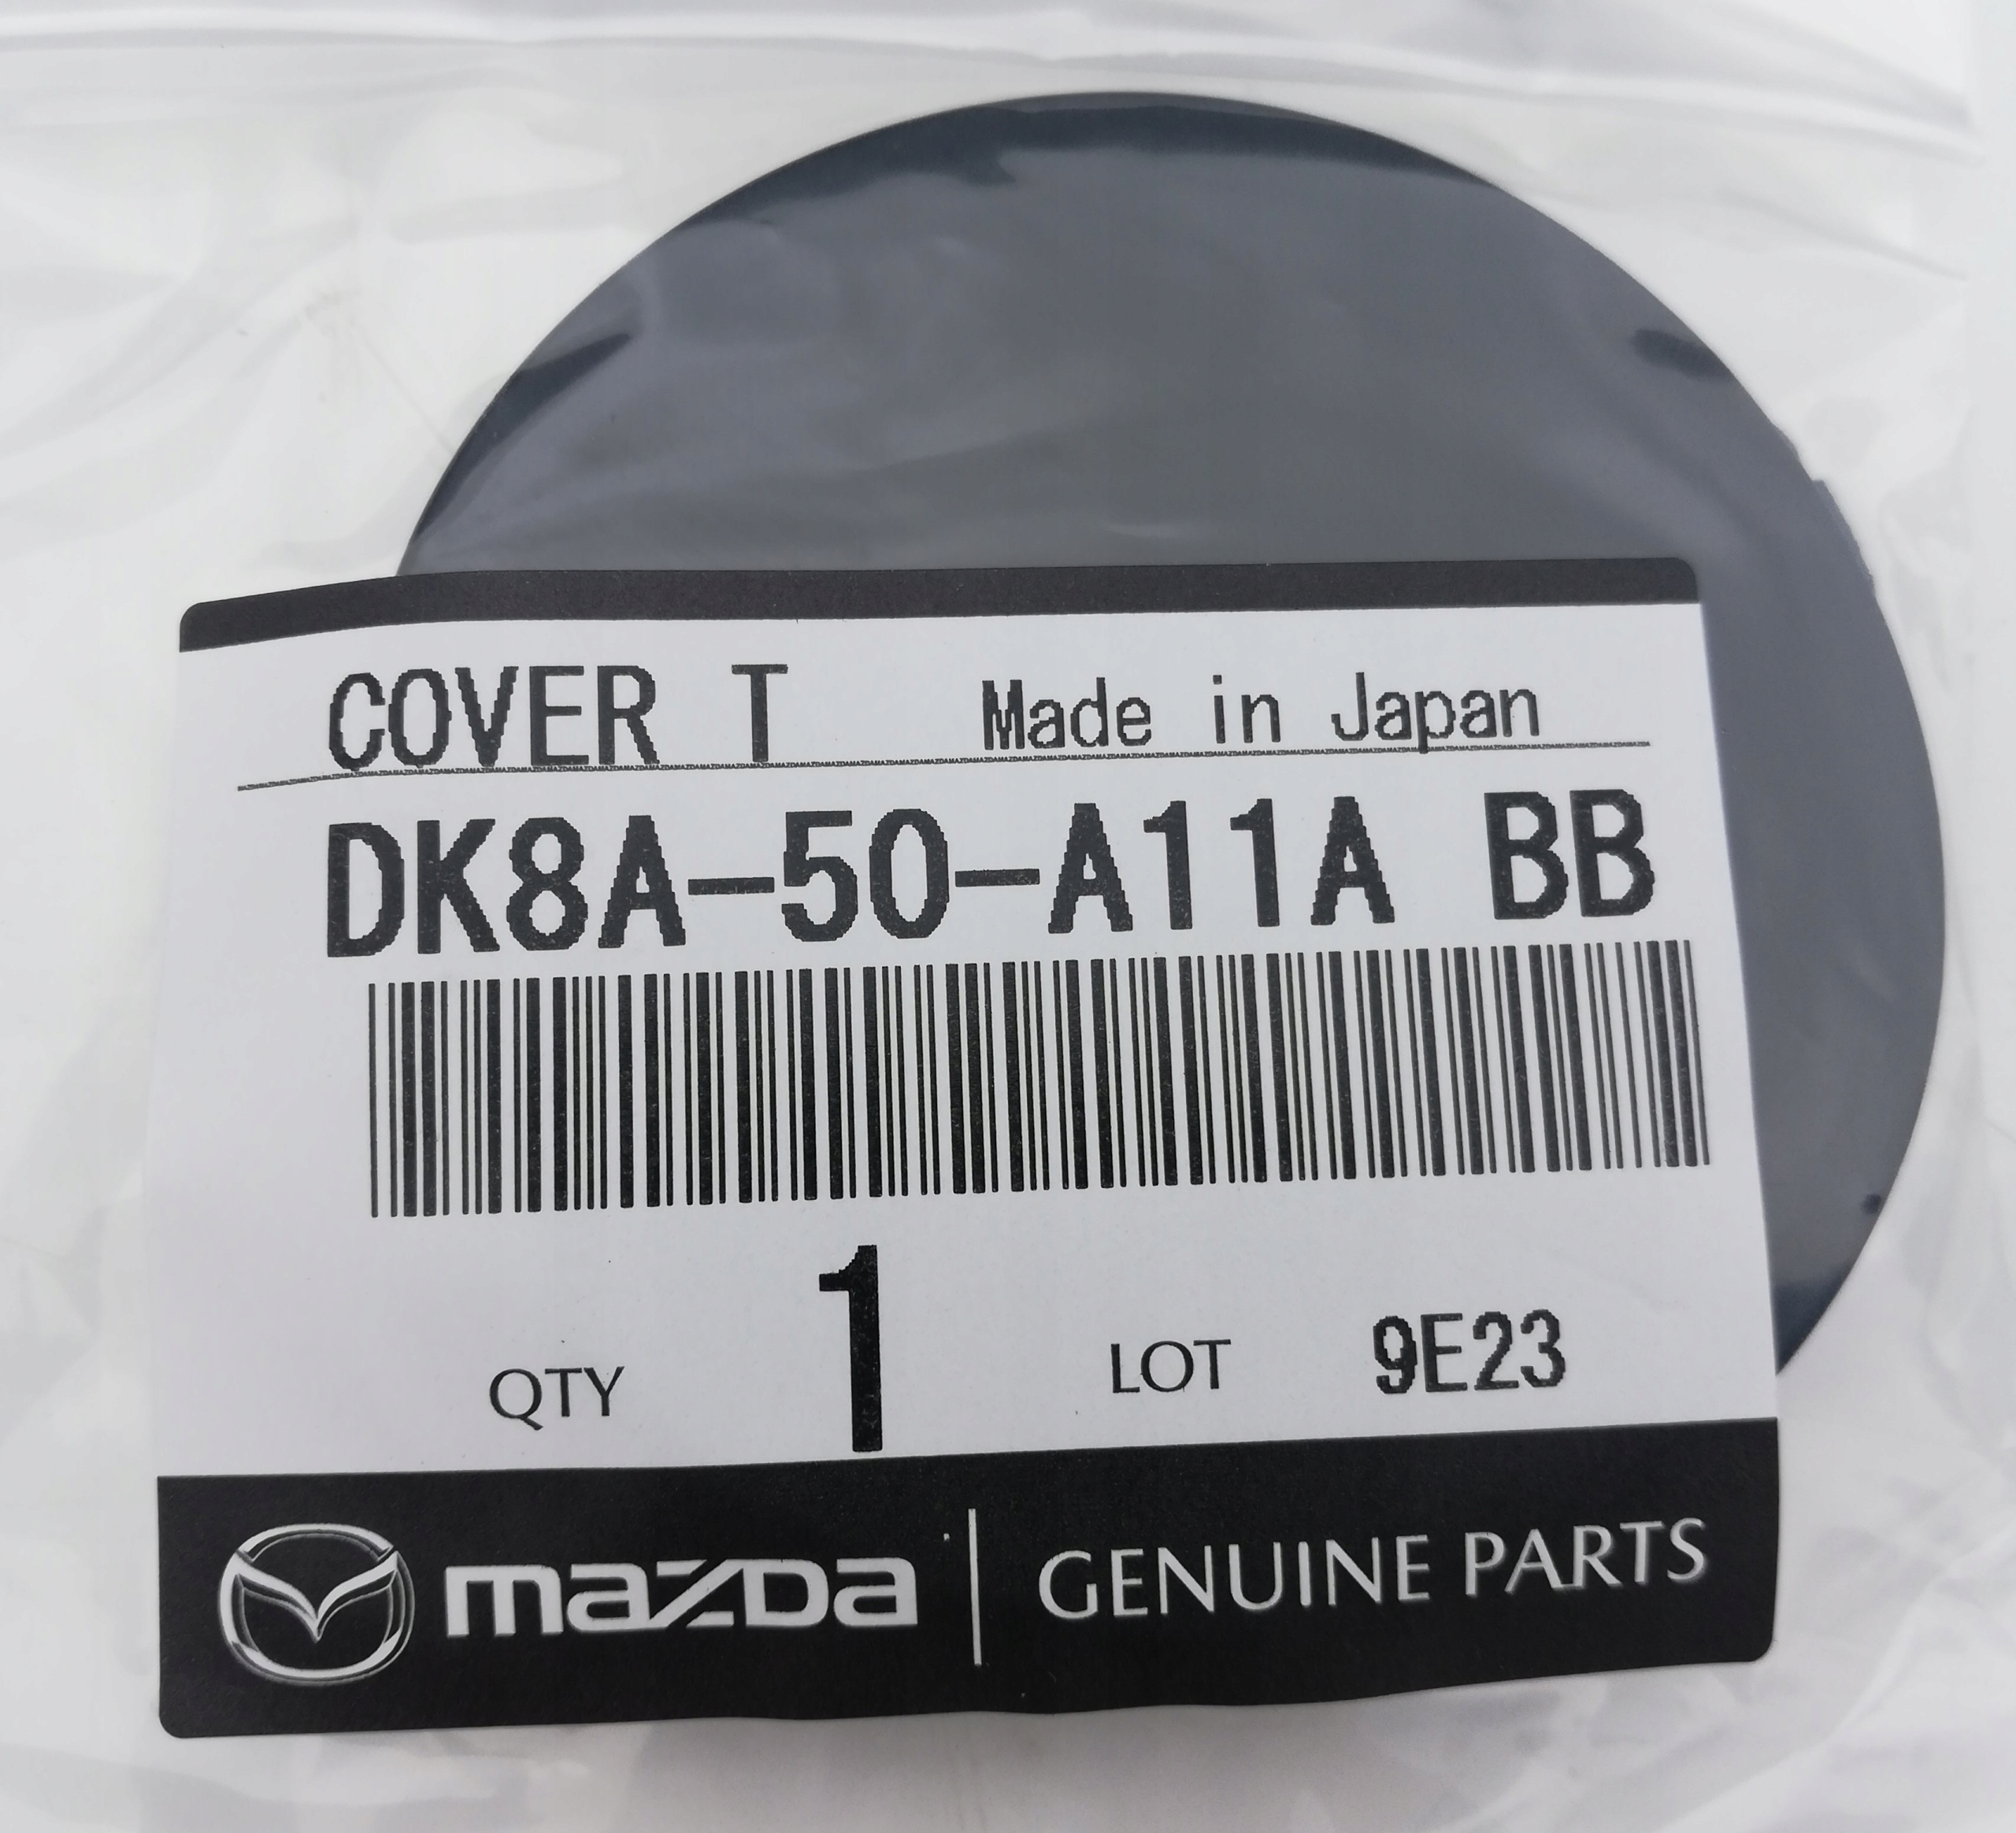 COVER T Made in Japan
DK8A-50-A11A BB
QTY 1 LOT 9E23
mazda GENUINE PARTS